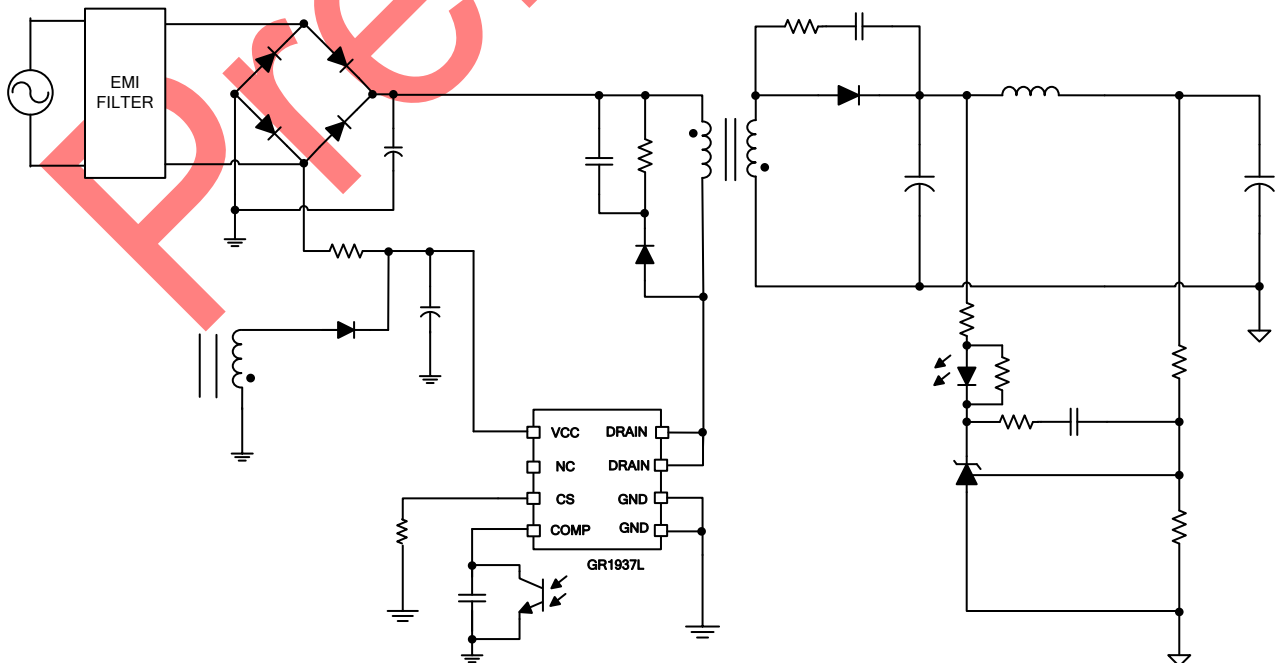 EMI
FILTER
VCC
DRAIN
NC
DRAIN
CS
GND
COMP
GND
GR1937L
Pre